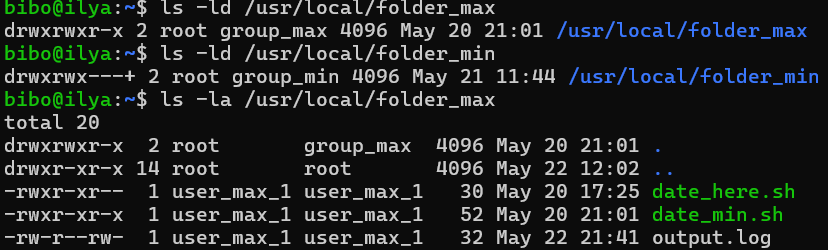 bibo@ilya:~$ ls -ld /usr/local/folder_max
drwxrwxr-x 2 root group_max 4096 May 20 21:01 /usr/local/folder_max
bibo@ilya:~$ ls -ld /usr/local/folder_min
drwxrwx---+ 2 root group_min 4096 May 21 11:44 /usr/local/folder_min
bibo@ilya:~$ ls -la /usr/local/folder_max
total 20
drwxrwxr-x  2 root       group_max  4096 May 20 21:01 .
drwxr-xr-x 14 root       root       4096 May 22 12:02 ..
-rwxr-xr--  1 user_max_1 user_max_1   30 May 20 17:25 date_here.sh
-rwxr-xr-x  1 user_max_1 user_max_1   52 May 20 21:01 date_min.sh
-rw-r--rw-  1 user_max_1 user_max_1   32 May 22 21:41 output.log